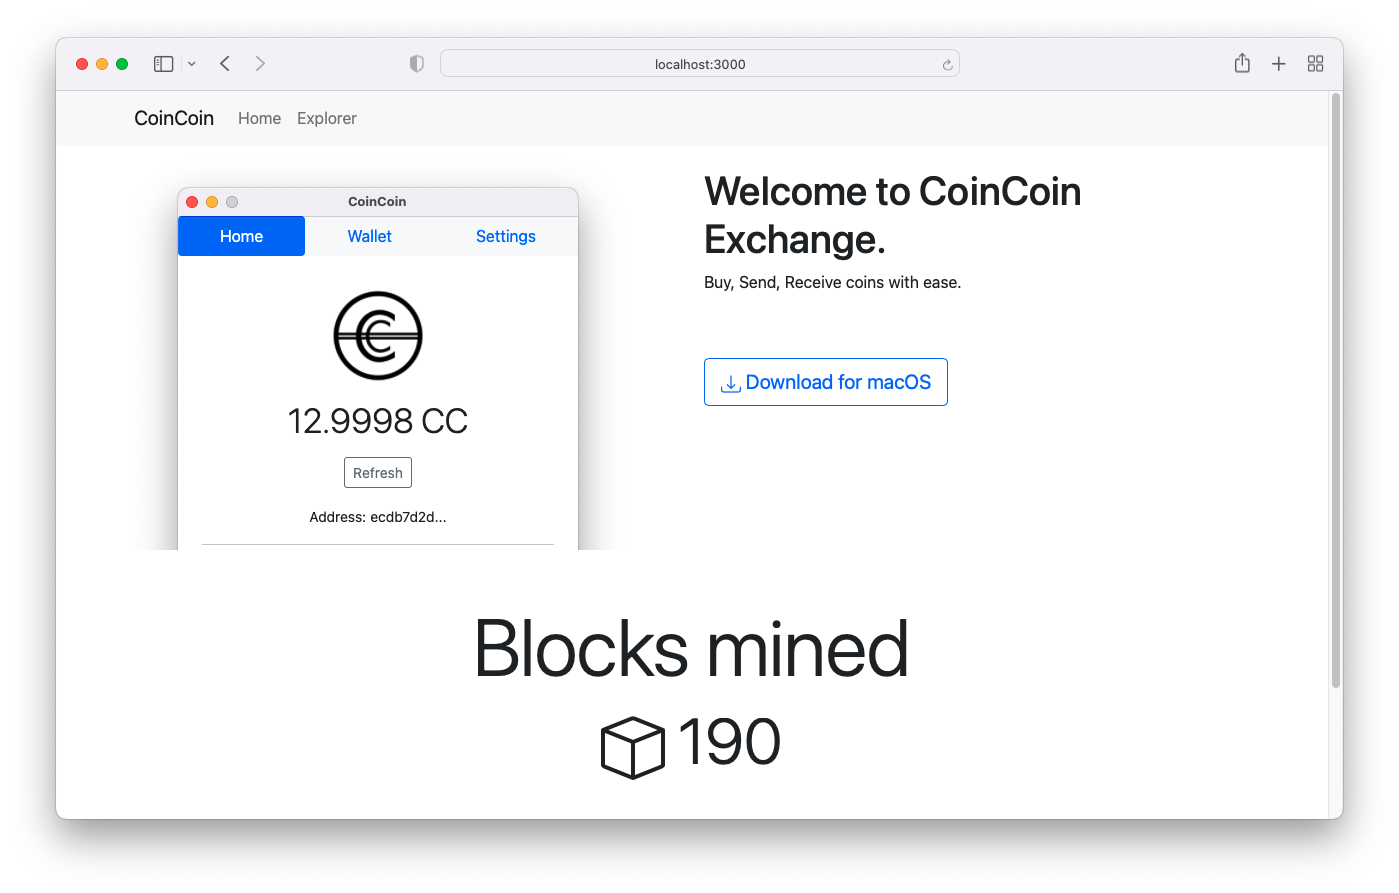 localhost:3000
CoinCoin Home Explorer
CoinCoin
Home Wallet Settings
12.9998 CC
Refresh
Address: ecdb7d2d...
Welcome to CoinCoin
Exchange.
Buy, Send, Receive coins with ease.
Download for macOS
Blocks mined
190